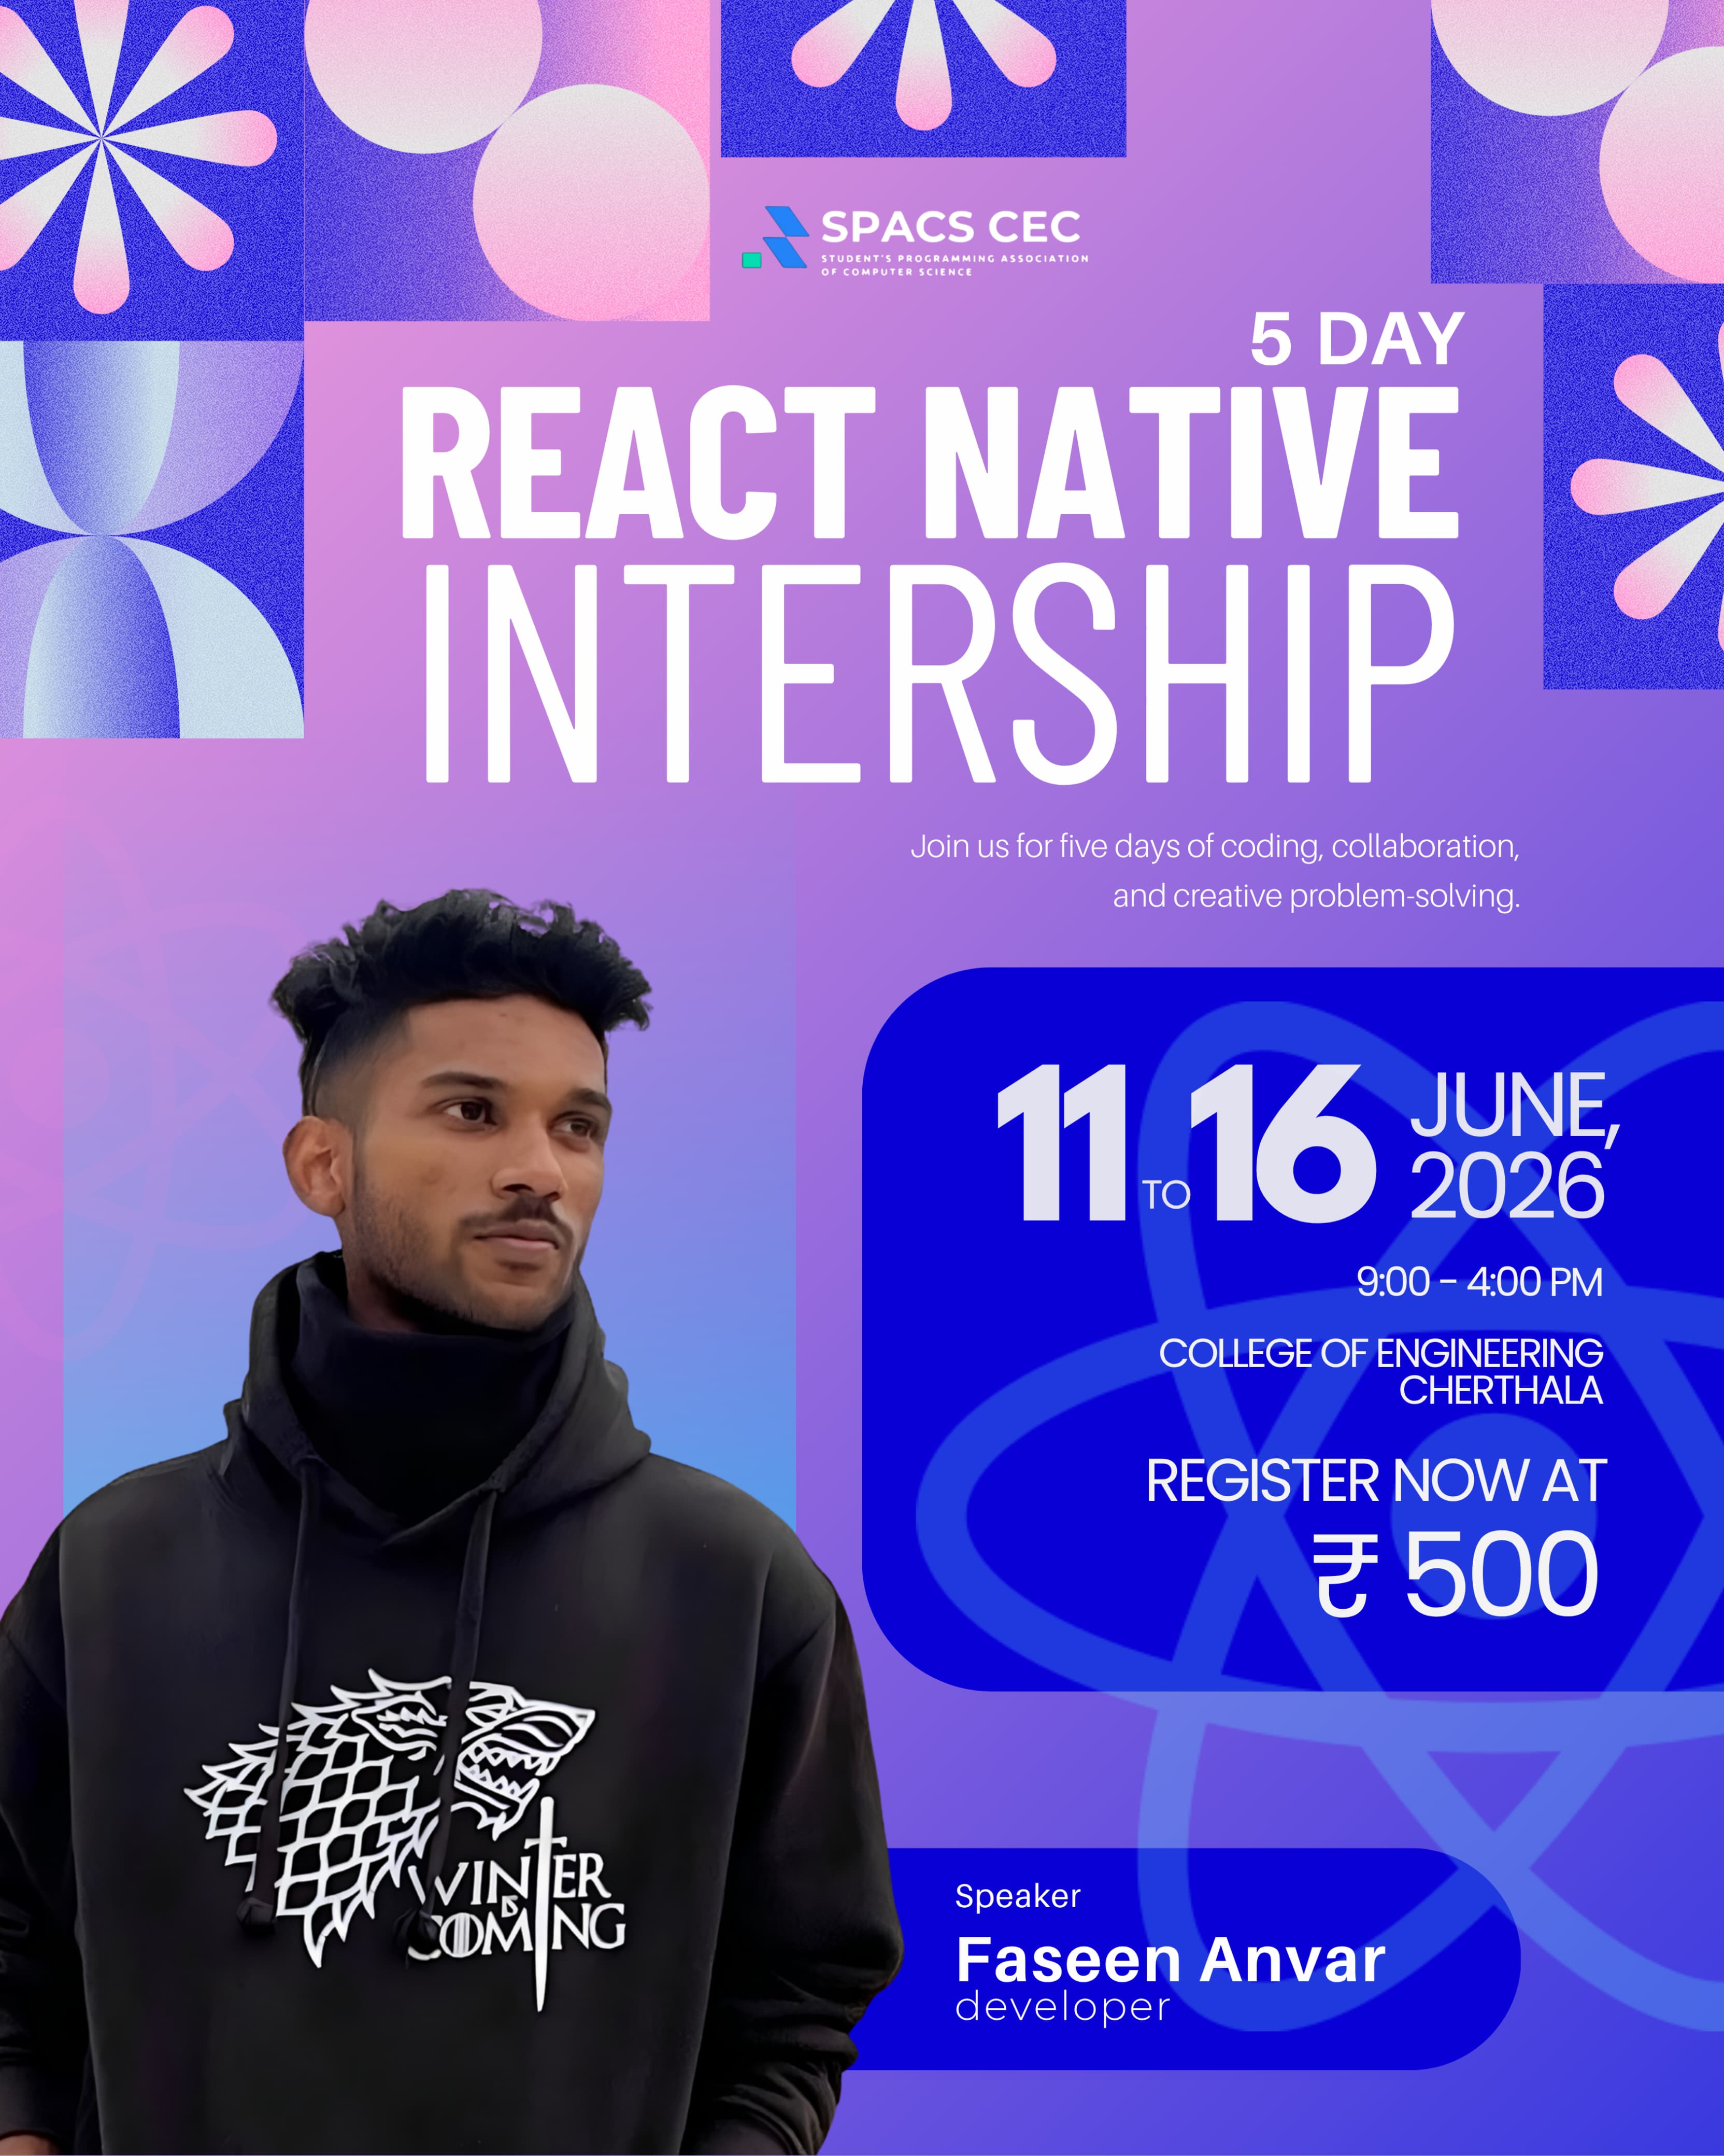 SPACS CEC
STUDENT'S PROGRAMMING ASSOCIATION
OF COMPUTER SCIENCE
5 DAY
REACT NATIVE
INTERSHIP
Join us for five days of coding, collaboration,
and creative problem-solving.
11 TO 16 JUNE,
2026
9:00 – 4:00 PM
COLLEGE OF ENGINEERING
CHERTHALA
REGISTER NOW AT
₹ 500
WINTER
IS
COMING
Speaker
Faseen Anvar
developer